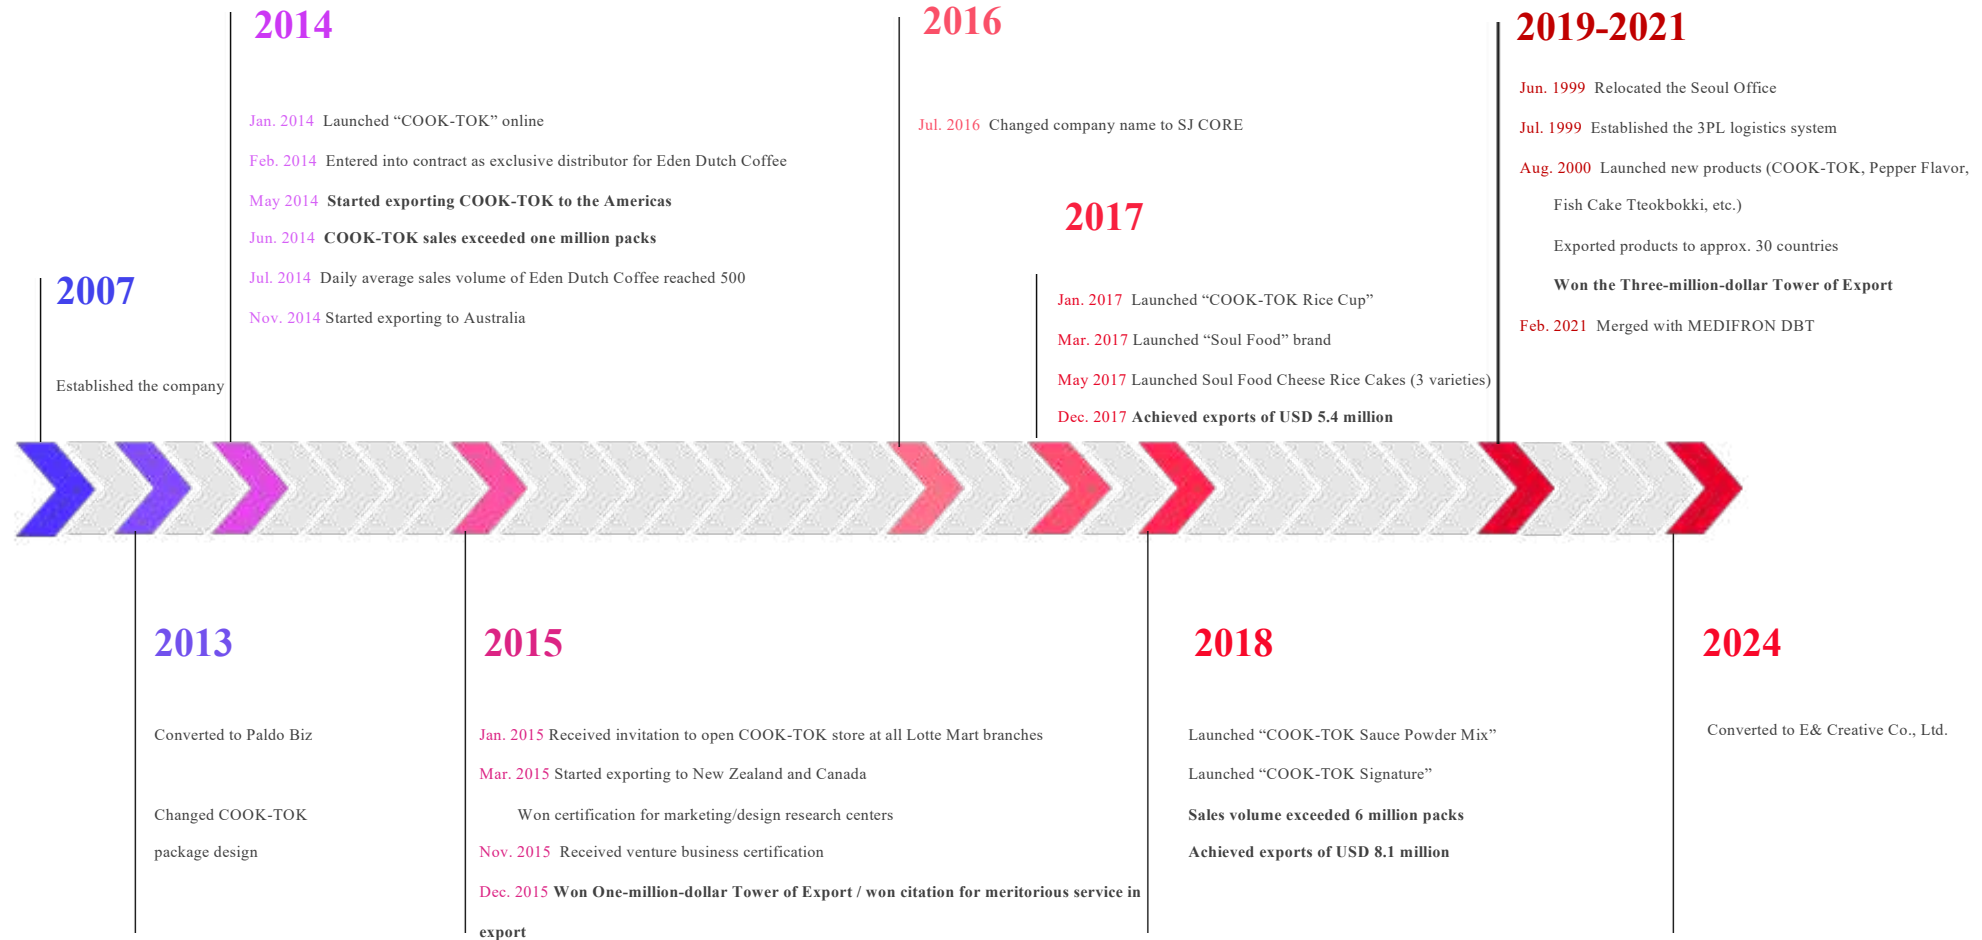 2007
Established the company
2013
Converted to Paldo Biz
Changed COOK-TOK
package design
2014
Jan. 2014 Launched “COOK-TOK” online
Feb. 2014 Entered into contract as exclusive distributor for Eden Dutch Coffee
May 2014 Started exporting COOK-TOK to the Americas
Jun. 2014 COOK-TOK sales exceeded one million packs
Jul. 2014 Daily average sales volume of Eden Dutch Coffee reached 500
Nov. 2014 Started exporting to Australia
2015
Jan. 2015 Received invitation to open COOK-TOK store at all Lotte Mart branches
Mar. 2015 Started exporting to New Zealand and Canada
Won certification for marketing/design research centers
Nov. 2015 Received venture business certification
Dec. 2015 Won One-million-dollar Tower of Export / won citation for meritorious service in
export
2016
Jul. 2016 Changed company name to SJ CORE
2017
Jan. 2017 Launched “COOK-TOK Rice Cup”
Mar. 2017 Launched “Soul Food” brand
May 2017 Launched Soul Food Cheese Rice Cakes (3 varieties)
Dec. 2017 Achieved exports of USD 5.4 million
2018
Launched “COOK-TOK Sauce Powder Mix”
Launched “COOK-TOK Signature”
Sales volume exceeded 6 million packs
Achieved exports of USD 8.1 million
2019-2021
Jun. 1999 Relocated the Seoul Office
Jul. 1999 Established the 3PL logistics system
Aug. 2000 Launched new products (COOK-TOK, Pepper Flavor,
Fish Cake Tteokbokki, etc.)
Exported products to approx. 30 countries
Won the Three-million-dollar Tower of Export
Feb. 2021 Merged with MEDIFRON DBT
2024
Converted to E& Creative Co., Ltd.